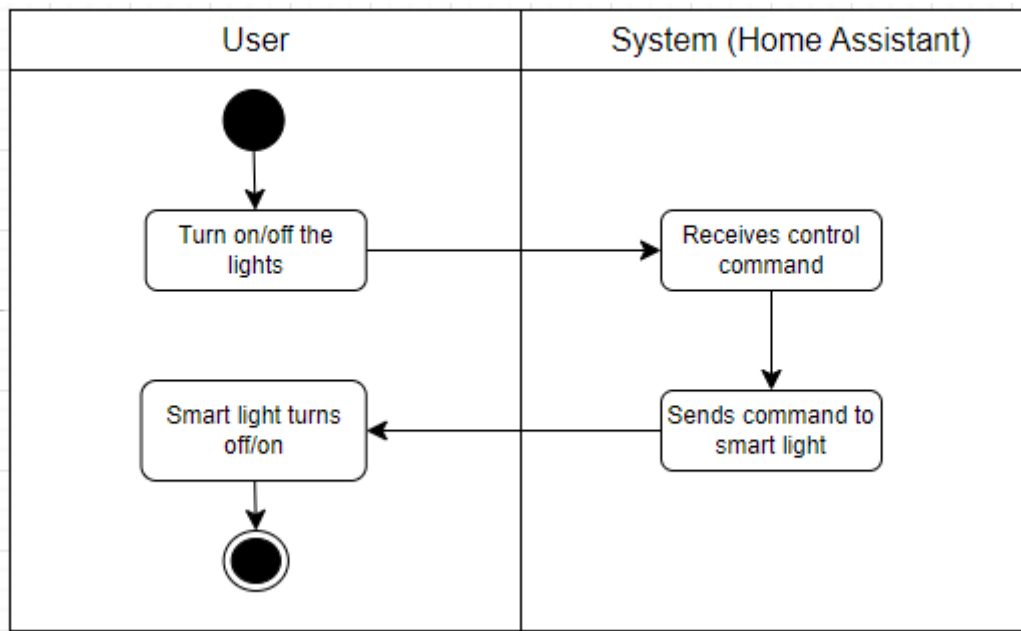 User
System (Home Assistant)
Turn on/off the
lights
Receives control
command
Sends command to
smart light
Smart light turns
off/on